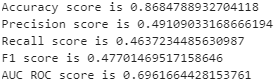 Accuracy score is 0.8684788932704118
Precision score is 0.49109033168666194
Recall score is 0.4637234485630987
F1 score is 0.47701469517158646
AUC ROC score is 0.6961664428153761